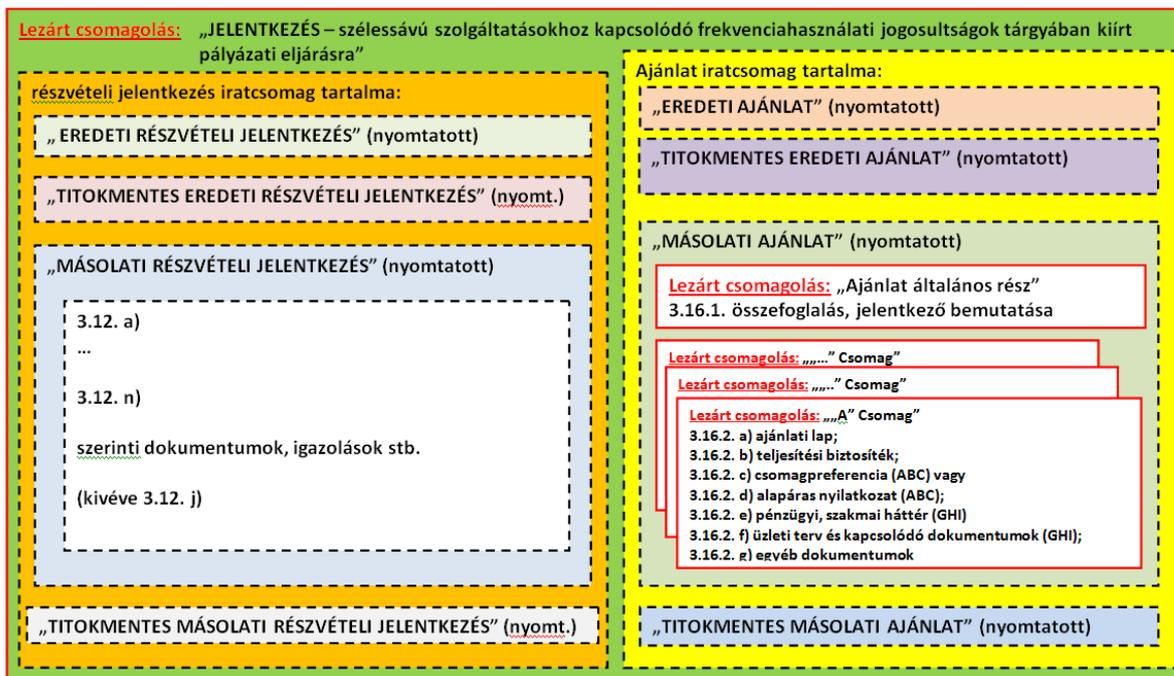 Lezárt csomagolás: „JELENTKEZÉS – szélessávú szolgáltatásokhoz kapcsolódó frekvenciahasználati jogosultságok tárgyában kiírt
pályázati eljárásra”
részvételi jelentkezés iratcsomag tartalma:
„ EREDETI RÉSZVÉTELI JELENTKEZÉS” (nyomtatott)
„TITOKMENTES EREDETI RÉSZVÉTELI JELENTKEZÉS” (nyomt.)
„MÁSOLATI RÉSZVÉTELI JELENTKEZÉS” (nyomtatott)
3.12. a)
...
3.12. n)
szerinti dokumentumok, igazolások stb.
(kivéve 3.12. j)
„TITOKMENTES MÁSOLATI RÉSZVÉTELI JELENTKEZÉS” (nyomt.)
Ajánlat iratcsomag tartalma:
„EREDETI AJÁNLAT” (nyomtatott)
„TITOKMENTES EREDETI AJÁNLAT” (nyomtatott)
„MÁSOLATI AJÁNLAT” (nyomtatott)
Lezárt csomagolás: „Ajánlat általános rész”
3.16.1. összefoglalás, jelentkező bemutatása
Lezárt csomagolás: „„...” Csomag”
Lezárt csomagolás: „„..” Csomag”
Lezárt csomagolás: „„A” Csomag”
3.16.2. a) ajánlati lap;
3.16.2. b) teljesítési biztosíték;
3.16.2. c) csomagpreferencia (ABC) vagy
3.16.2. d) alapáras nyilatkozat (ABC);
3.16.2. e) pénzügyi, szakmai háttér (GHI)
3.16.2. f) üzleti terv és kapcsolódó dokumentumok (GHI);
3.16.2. g) egyéb dokumentumok
„TITOKMENTES MÁSOLATI AJÁNLAT” (nyomtatott)